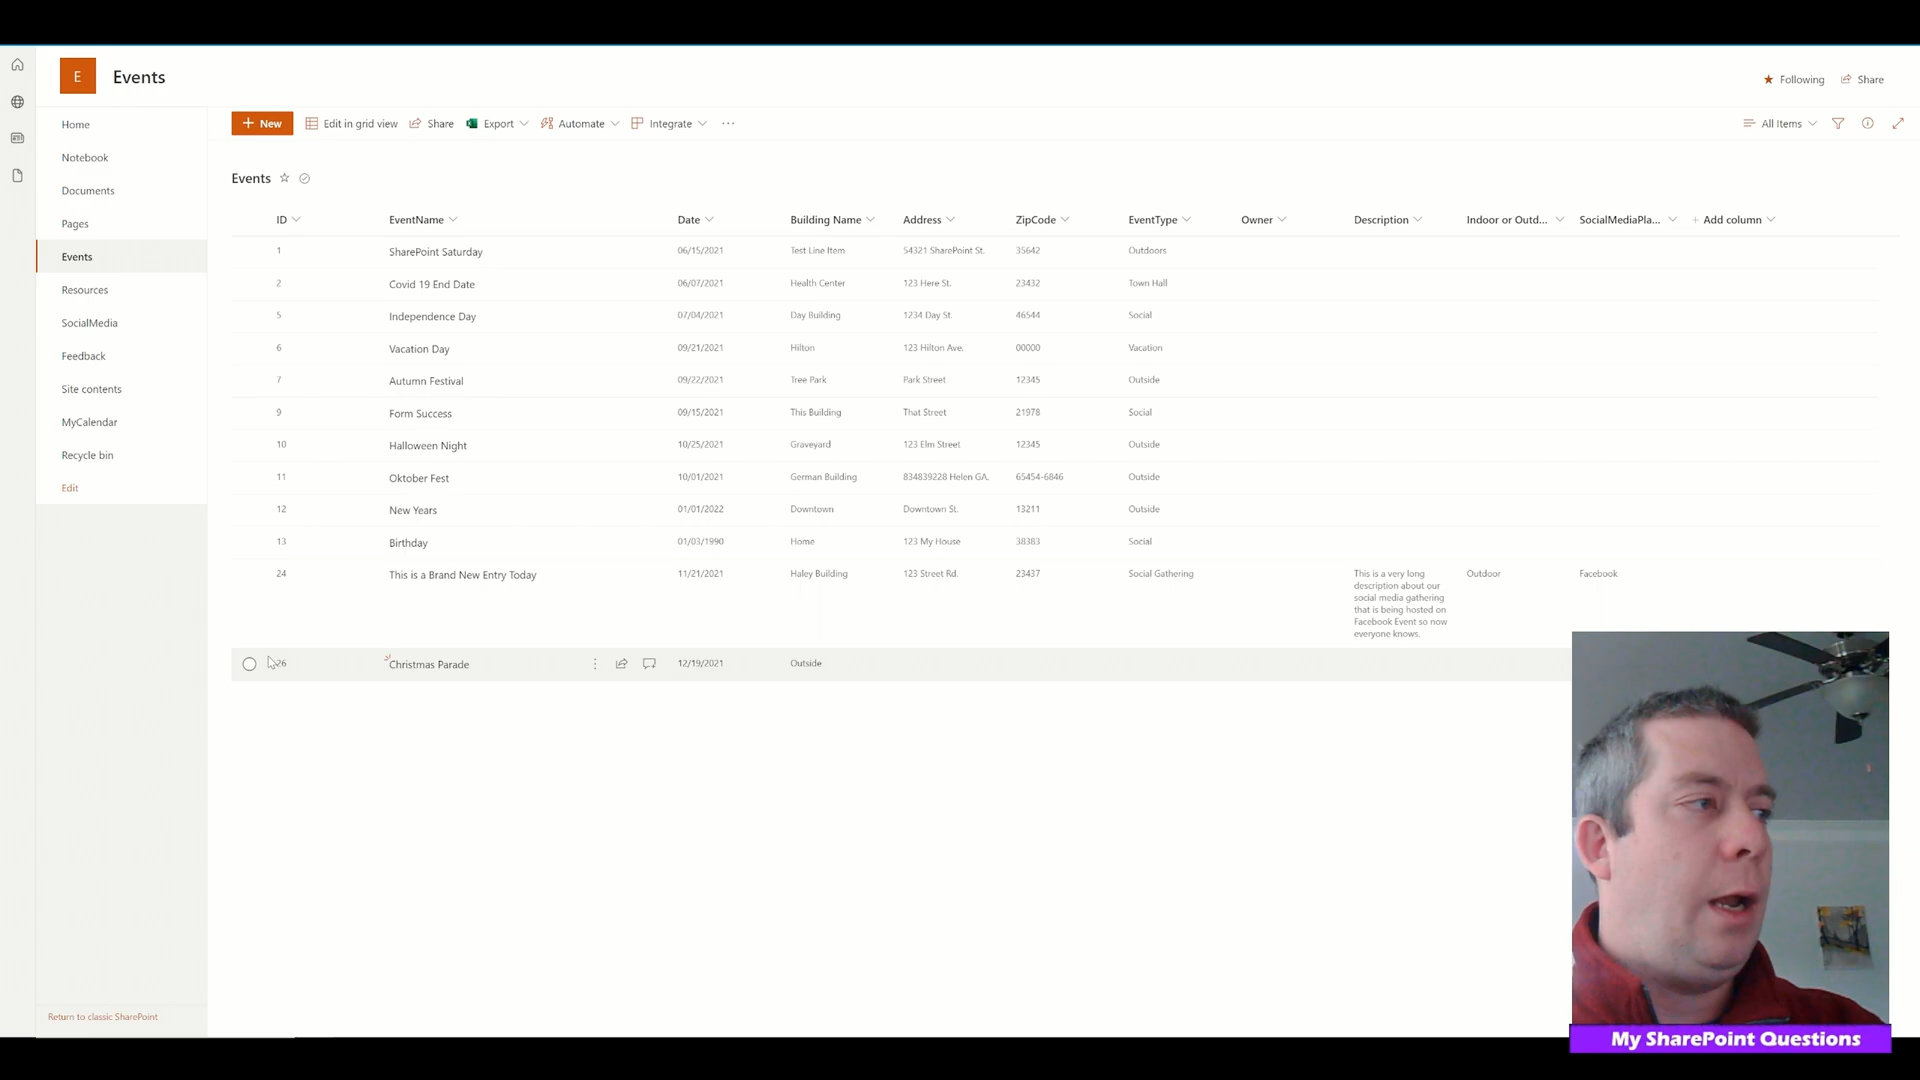 E
Events
Following
Share
Home
Notebook
Documents
Pages
Events
Resources
SocialMedia
Feedback
Site contents
MyCalendar
Recycle bin
Edit
Return to classic SharePoint
+ New Edit in grid view Share Export Automate Integrate ...
All Items
Events
ID EventName Date Building Name Address ZipCode EventType Owner Description Indoor or Outd... SocialMediaPla... + Add column
1 SharePoint Saturday 06/15/2021 Test Line Item 54321 SharePoint St. 35642 Outdoors
2 Covid 19 End Date 06/07/2021 Health Center 123 Here St. 23432 Town Hall
5 Independence Day 07/04/2021 Day Building 1234 Day St. 46544 Social
6 Vacation Day 09/21/2021 Hilton 123 Hilton Ave. 00000 Vacation
7 Autumn Festival 09/22/2021 Tree Park Park Street 12345 Outside
9 Form Success 09/15/2021 This Building That Street 21978 Social
10 Halloween Night 10/25/2021 Graveyard 123 Elm Street 12345 Outside
11 Oktober Fest 10/01/2021 German Building 834839228 Helen GA. 65454-6846 Outside
12 New Years 01/01/2022 Downtown Downtown St. 13211 Outside
13 Birthday 01/03/1990 Home 123 My House 38383 Social
24 This is a Brand New Entry Today 11/21/2021 Haley Building 123 Street Rd. 23437 Social Gathering This is a very long Outdoor Facebook
description about our
social media gathering
that is being hosted on
Facebook Event so now
everyone knows.
26 Christmas Parade 12/19/2021 Outside
My SharePoint Questions